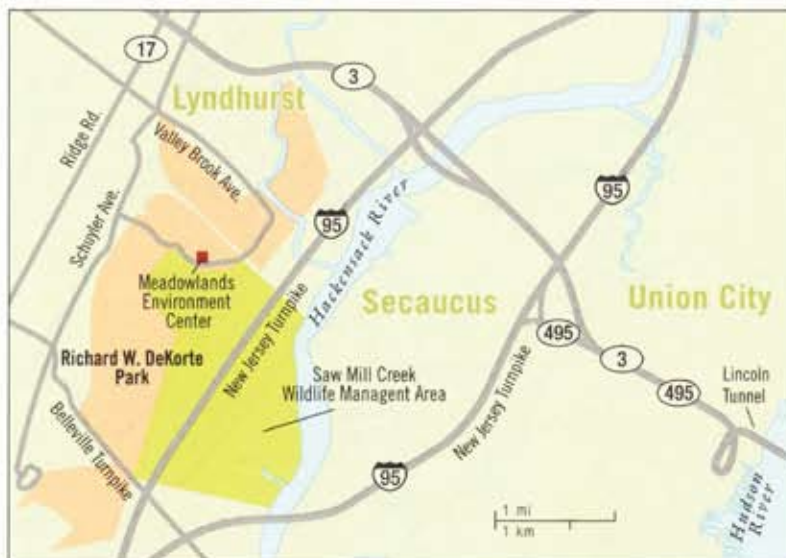 17
3
Lyndhurst
Ridge Rd.
Valley Brook Ave.
Schuyler Ave.
95
95
Hackensack River
Meadowlands
Environment
Center
Secaucus
Union City
New Jersey Turnpike
495
3
Richard W. DeKorte
Park
Saw Mill Creek
Wildlife Managent Area
495
Lincoln
Tunnel
Belleville Turnpike
New Jersey Turnpike
95
1 mi
1 km
Hudson
River